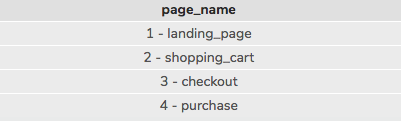 page_name
1 - landing_page
2 - shopping_cart
3 - checkout
4 - purchase